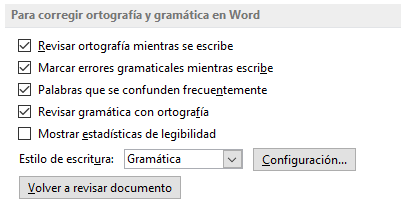 Para corregir ortografía y gramática en Word
Revisar ortografía mientras se escribe
Marcar errores gramaticales mientras escribe
Palabras que se confunden frecuentemente
Revisar gramática con ortografía
Mostrar estadísticas de legibilidad
Estilo de escritura: Gramática Configuración...
Volver a revisar documento